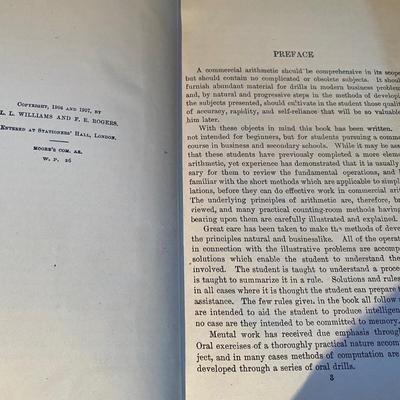 Copyright, 1904 and 1907, by
L. L. WILLIAMS AND F. E. ROGERS.
Entered at Stationers' Hall, London.
MOORE'S COM. AR.
W. P. 26
PREFACE
A commercial arithmetic should be comprehensive in its scope
but should contain no complicated or obsolete subjects. It should
furnish abundant material for drills in modern business problem
and, by natural and progressive steps in the methods of developi
the subjects presented, should cultivate in the student those qualit
of accuracy, rapidity, and self-reliance that will be so valuable
him later.
With these objects in mind this book has been written.
not intended for beginners, but for students pursuing a comme
course in business and secondary schools. While it may be ass
that these students have previously completed a more elemen
arithmetic, yet experience has demonstrated that it is usually
sary for them to review the fundamental operations, and b
familiar with the short methods which are applicable to simpl
lations, before they can do effective work in commercial arit
The underlying principles of arithmetic are, therefore, br
viewed, and many practical counting-room methods having
bearing upon them are carefully illustrated and explained.
Great care has been taken to make the methods of deve
the principles natural and businesslike. All of the operat
in connection with the illustrative problems are accomp
solutions which enable the student to understand the
involved. The student is taught to understand a proce
is taught to summarize it in a rule. Solutions and rules
in all cases where it is thought the student can prepare t
assistance. The few rules given in the book all follow
are intended to aid the student to produce intelligen
no case are they intended to be committed to memory.
Mental work has received due emphasis through
Oral exercises of a thoroughly practical nature accom
ject, and in many cases methods of computation are
developed through a series of oral drills.
3